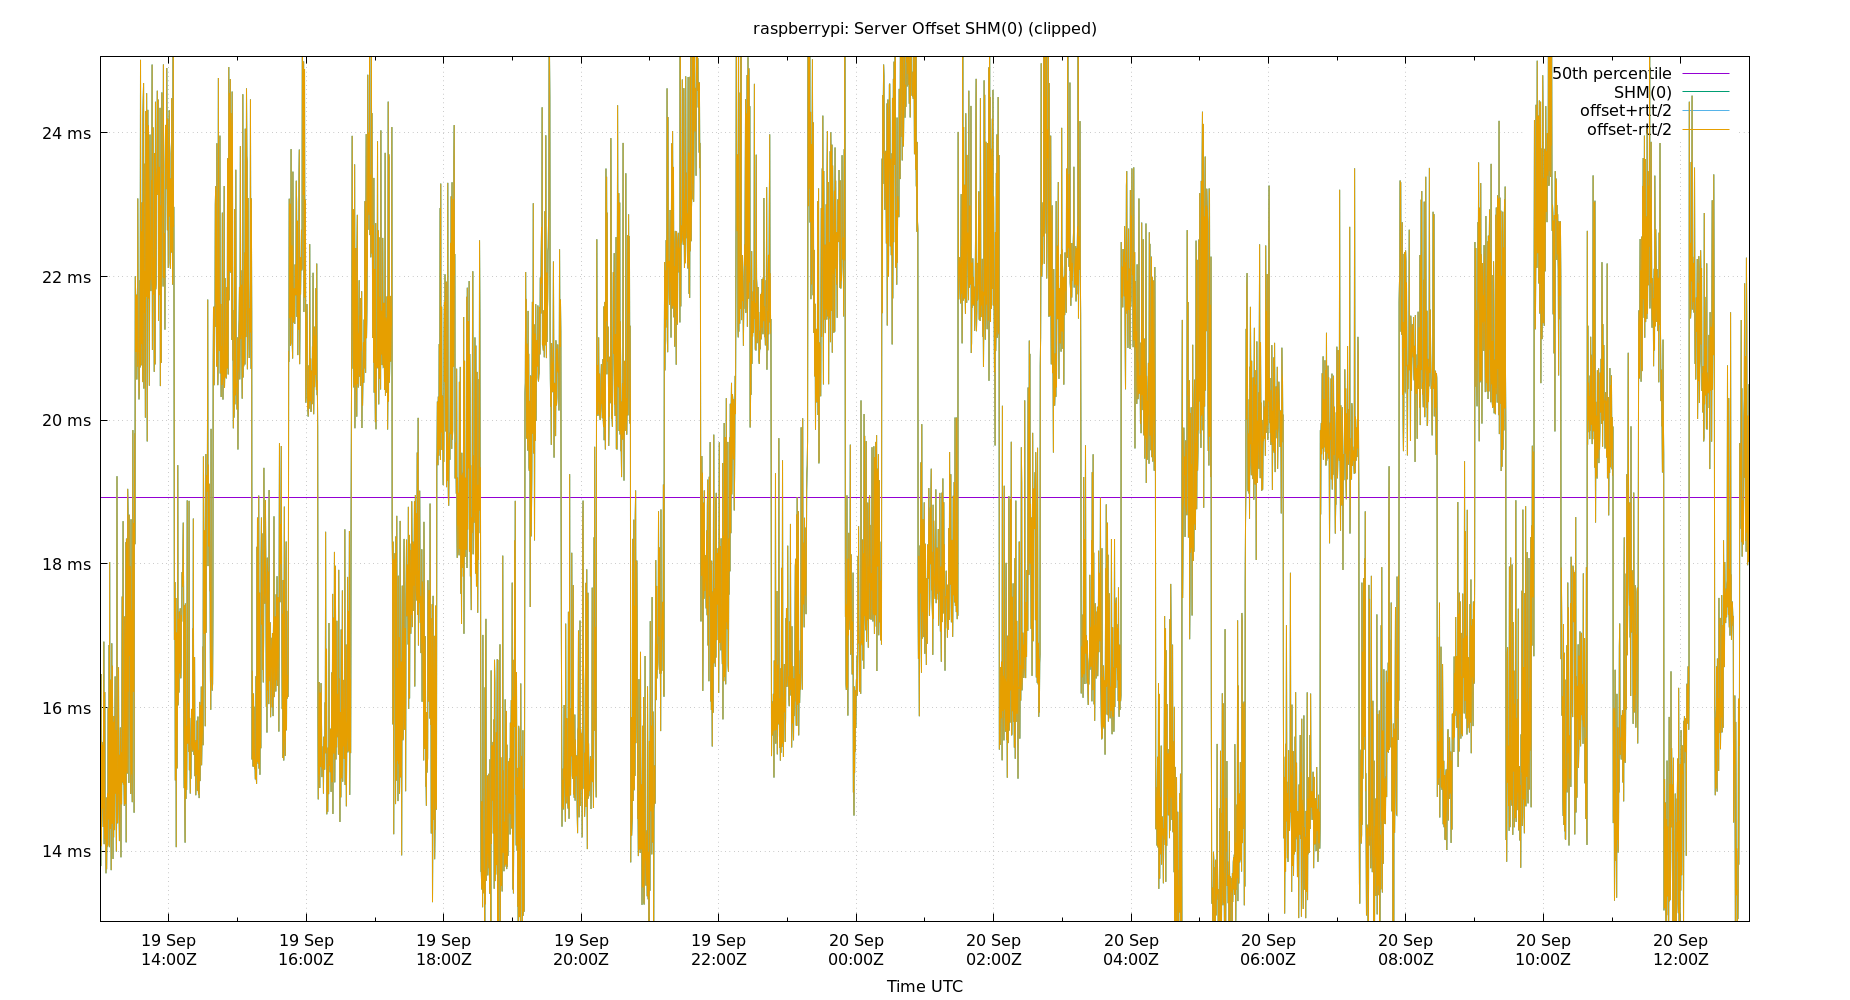 raspberrypi: Server Offset SHM(0) (clipped)
50th percentile
SHM(0)
offset+rtt/2
offset-rtt/2
24 ms
22 ms
20 ms
18 ms
16 ms
14 ms
19 Sep 19 Sep 19 Sep 19 Sep 19 Sep 20 Sep 20 Sep 20 Sep 20 Sep 20 Sep 20 Sep 20 Sep
14:00Z 16:00Z 18:00Z 20:00Z 22:00Z 00:00Z 02:00Z 04:00Z 06:00Z 08:00Z 10:00Z 12:00Z
Time UTC